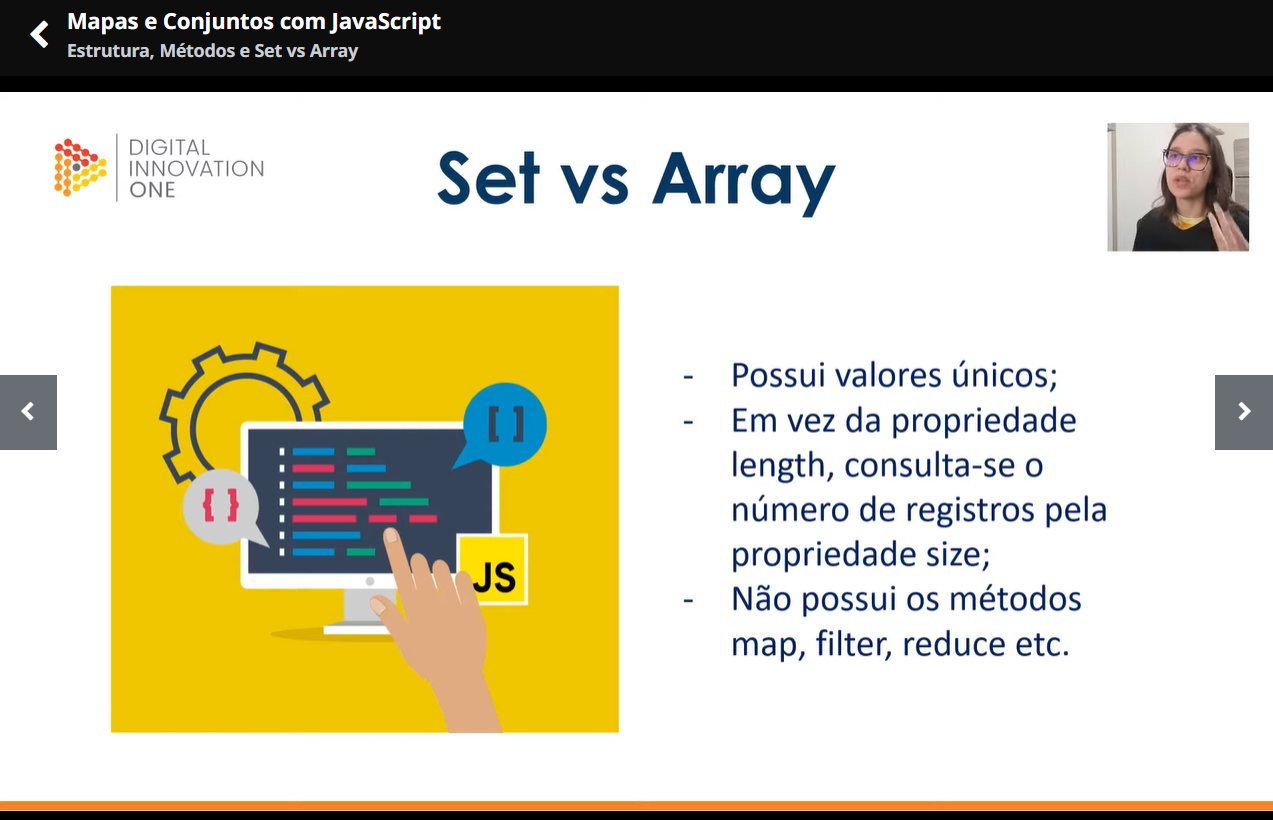 Mapas e Conjuntos com JavaScript
Estrutura, Métodos e Set vs Array
DIGITAL
INNOVATION
ONE
Set vs Array
[ ]
{ }
JS
- Possui valores únicos;
- Em vez da propriedade
length, consulta-se o
número de registros pela
propriedade size;
- Não possui os métodos
map, filter, reduce etc.